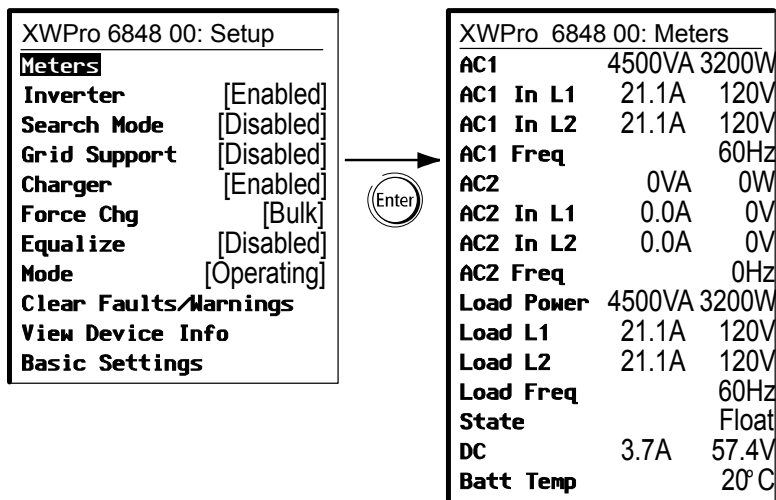 XWPro 6848 00: Setup
Meters
Inverter [Enabled]
Search Mode [Disabled]
Grid Support [Disabled]
Charger [Enabled]
Force Chg [Bulk]
Equalize [Disabled]
Mode [Operating]
Clear Faults/Warnings
View Device Info
Basic Settings
Enter
XWPro 6848 00: Meters
AC1 4500VA 3200W
AC1 In L1 21.1A 120V
AC1 In L2 21.1A 120V
AC1 Freq 60Hz
AC2 0VA 0W
AC2 In L1 0.0A 0V
AC2 In L2 0.0A 0V
AC2 Freq 0Hz
Load Power 4500VA 3200W
Load L1 21.1A 120V
Load L2 21.1A 120V
Load Freq 60Hz
State Float
DC 3.7A 57.4V
Batt Temp 20° C